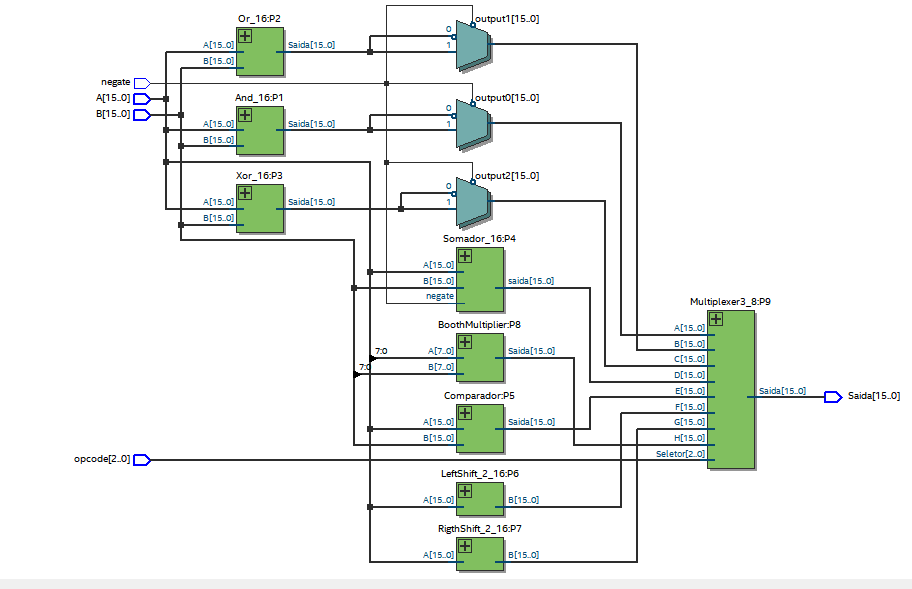 Or_16:P2
A[15..0]
B[15..0]
Saida[15..0]
output1[15..0]
0
1
negate
A[15..0]
B[15..0]
And_16:P1
A[15..0]
B[15..0]
Saida[15..0]
output0[15..0]
0
1
Xor_16:P3
A[15..0]
B[15..0]
Saida[15..0]
output2[15..0]
0
1
Somador_16:P4
A[15..0]
B[15..0]
negate
saida[15..0]
BoothMultiplier:P8
7:0
A[7..0]
7:0
B[7..0]
Saida[15..0]
Comparador:P5
A[15..0]
B[15..0]
Saida[15..0]
opcode[2..0]
LeftShift_2_16:P6
A[15..0]
B[15..0]
RigthShift_2_16:P7
A[15..0]
B[15..0]
Multiplexer3_8:P9
A[15..0]
B[15..0]
C[15..0]
D[15..0]
E[15..0]
F[15..0]
G[15..0]
H[15..0]
Seletor[2..0]
Saida[15..0]
Saida[15..0]